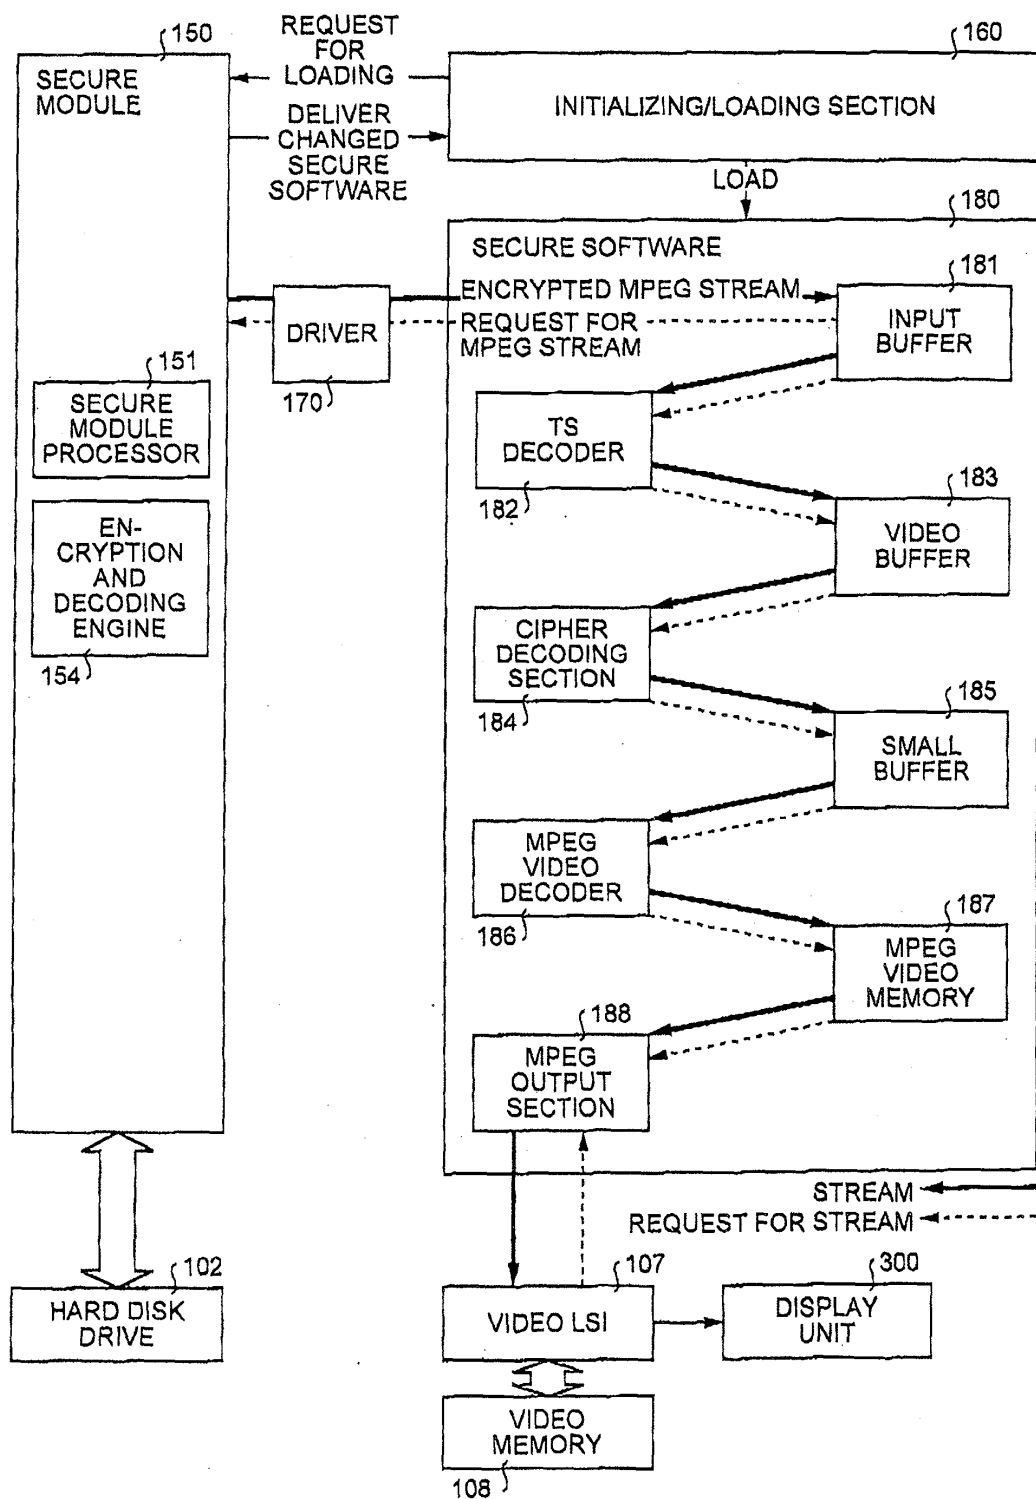 150
SECURE
MODULE
REQUEST
FOR
LOADING
DELIVER
CHANGED
SECURE
SOFTWARE
160
INITIALIZING/LOADING SECTION
LOAD
180
SECURE SOFTWARE
ENCRYPTED MPEG STREAM
REQUEST FOR
MPEG STREAM
181
INPUT
BUFFER
DRIVER
170
151
SECURE
MODULE
PROCESSOR
EN-
CRYPTION
AND
DECODING
ENGINE
154
TS
DECODER
182
183
VIDEO
BUFFER
CIPHER
DECODING
SECTION
184
185
SMALL
BUFFER
MPEG
VIDEO
DECODER
186
187
MPEG
VIDEO
MEMORY
188
MPEG
OUTPUT
SECTION
STREAM
REQUEST FOR STREAM
102
HARD DISK
DRIVE
107
VIDEO LSI
300
DISPLAY
UNIT
VIDEO
MEMORY
108